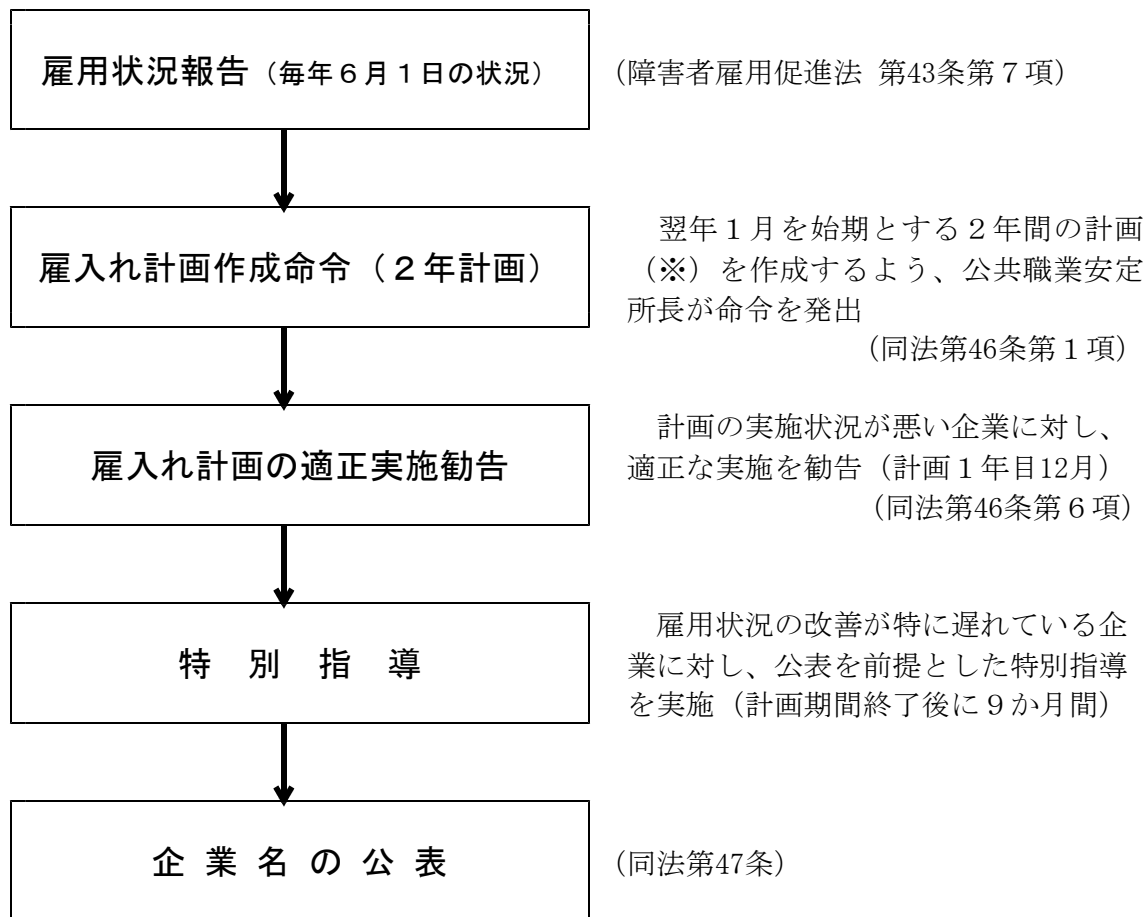 雇用状況報告（毎年６月１日の状況）
（障害者雇用促進法 第43条第７項）
雇入れ計画作成命令（２年計画）
翌年１月を始期とする２年間の計画
（※）を作成するよう、公共職業安定
所長が命令を発出
（同法第46条第１項）
雇入れ計画の適正実施勧告
計画の実施状況が悪い企業に対し、
適正な実施を勧告（計画１年目12月）
（同法第46条第６項）
特　別　指　導
雇用状況の改善が特に遅れている企
業に対し、公表を前提とした特別指導
を実施（計画期間終了後に９か月間）
企 業 名 の 公 表
（同法第47条）